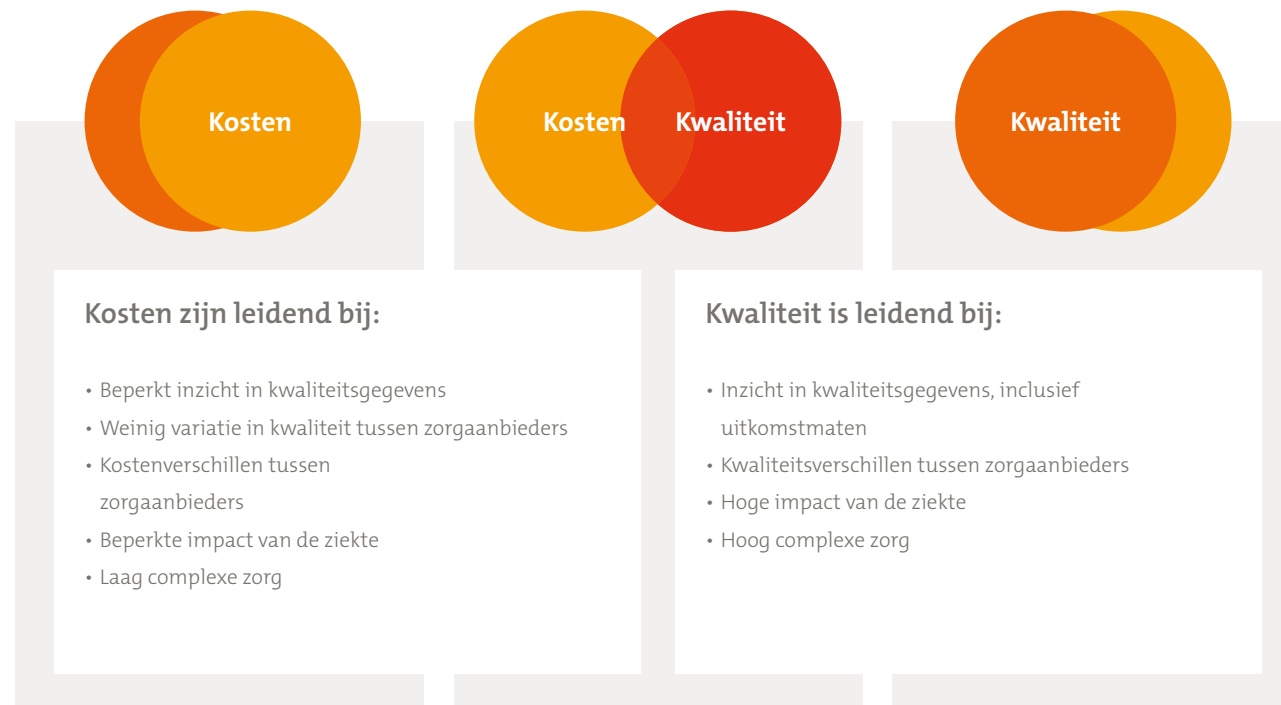 Kosten
Kosten
Kwaliteit
Kwaliteit
Kosten zijn leidend bij:
• Beperkt inzicht in kwaliteitsgegevens
• Weinig variatie in kwaliteit tussen zorgaanbieders
• Kostenverschillen tussen
zorgaanbieders
• Beperkte impact van de ziekte
• Laag complexe zorg
Kwaliteit is leidend bij:
• Inzicht in kwaliteitsgegevens, inclusief
uitkomstmaten
• Kwaliteitsverschillen tussen zorgaanbieders
• Hoge impact van de ziekte
• Hoog complexe zorg